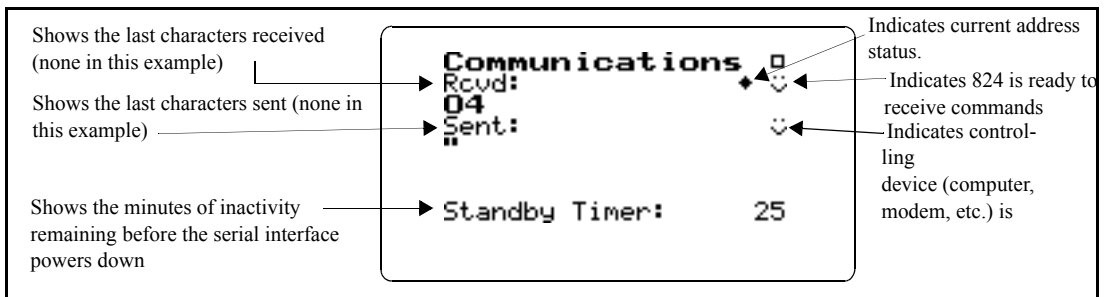 Shows the last characters received
(none in this example)
Shows the last characters sent (none in
this example)
Shows the minutes of inactivity
remaining before the serial interface
powers down
Communications
Rcvd:
04
Sent:
"
Standby Timer: 25
Indicates current address
status.
Indicates 824 is ready to
receive commands
Indicates control-
ling
device (computer,
modem, etc.) is